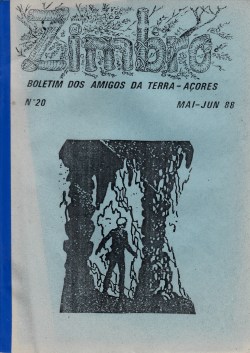 Zimbro
BOLETIM DOS AMIGOS DA TERRA-AÇORES
Nº20 MAI-JUN 88